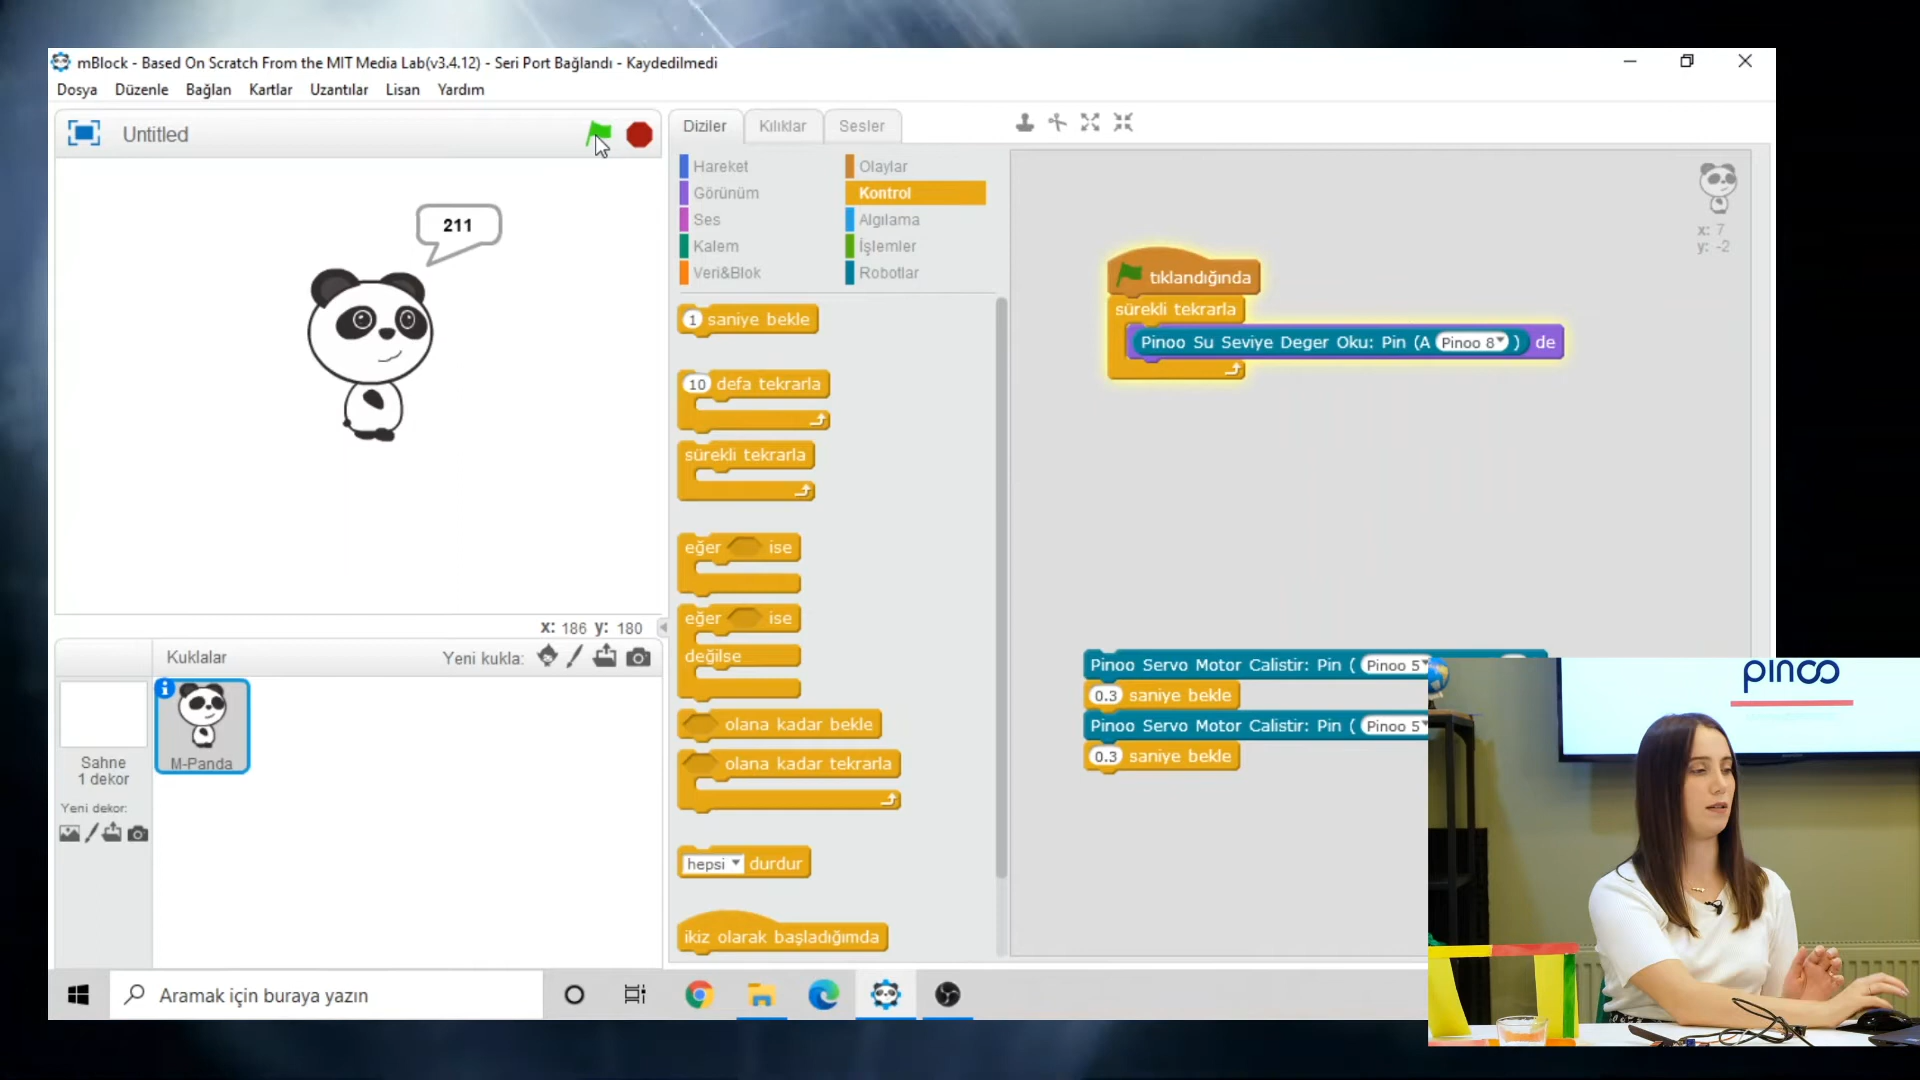 mBlock - Based On Scratch From the MIT Media Lab(v3.4.12) - Seri Port Bağlandı - Kaydedilmedi
Dosya Düzenle Bağlan Kartlar Uzantılar Lisan Yardım
Untitled
211
x: 186 y: 180
Kuklalar
Yeni kukla:
M-Panda
Sahne
1 dekor
Yeni dekor:
Diziler Kılıklar Sesler
Hareket Olaylar
Görünüm Kontrol
Ses Algılama
Kalem İşlemler
Veri&Blok Robotlar
1 saniye bekle
10 defa tekrarla
sürekli tekrarla
eğer ise
eğer ise
değilse
olana kadar bekle
olana kadar tekrarla
hepsi durdur
ikiz olarak başladığımda
x: 7
y: -2
tıklandığında
sürekli tekrarla
Pinoo Su Seviye Deger Oku: Pin (A Pinoo 8 ) de
Pinoo Servo Motor Calistir: Pin ( Pinoo 5
0.3 saniye bekle
Pinoo Servo Motor Calistir: Pin ( Pinoo 5
0.3 saniye bekle
pinoo
Aramak için buraya yazın